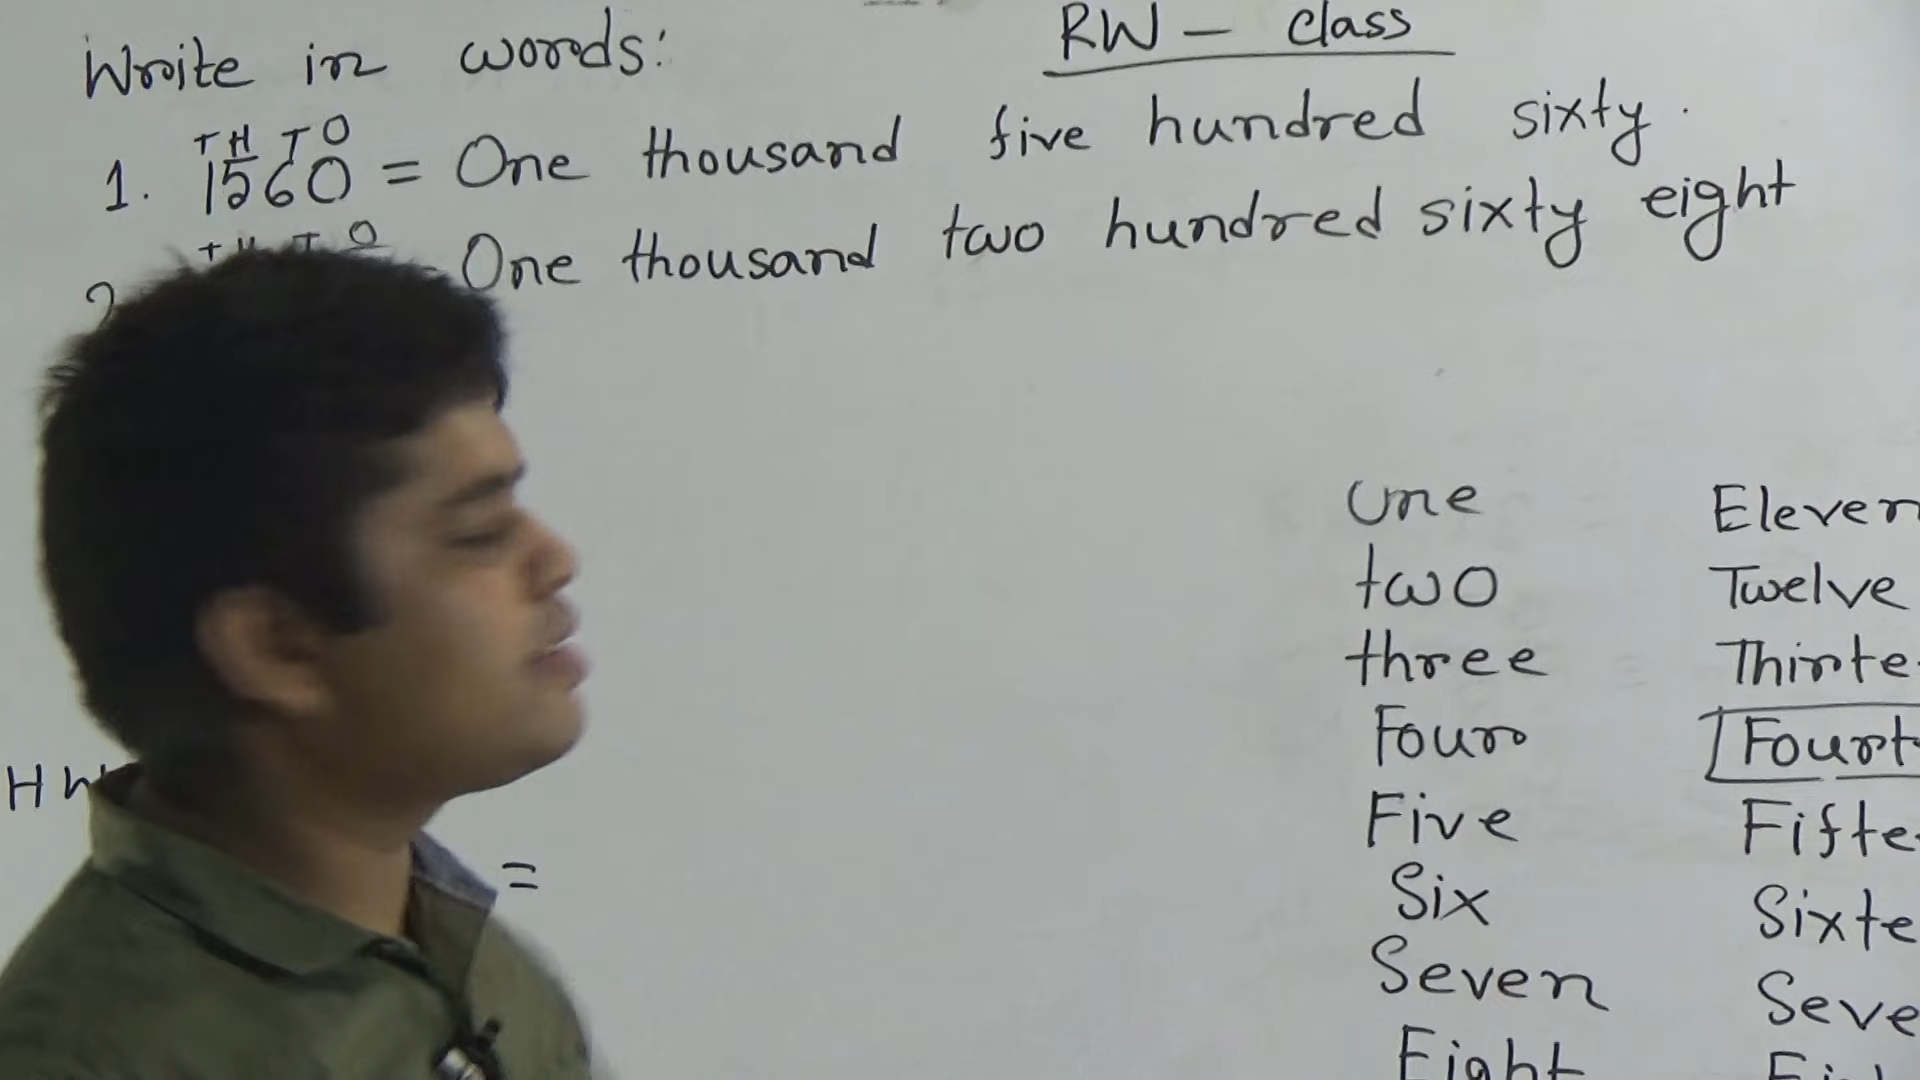 RW - class
Write in words:
T H T O
1. 1560 = One thousand five hundred sixty.
One thousand two hundred sixty eight
One
two
three
Four
Five
Six
Seven
Eight
Eleven
Twelve
Thirte
Fourt
Fifte
Sixte
Seve
H
=